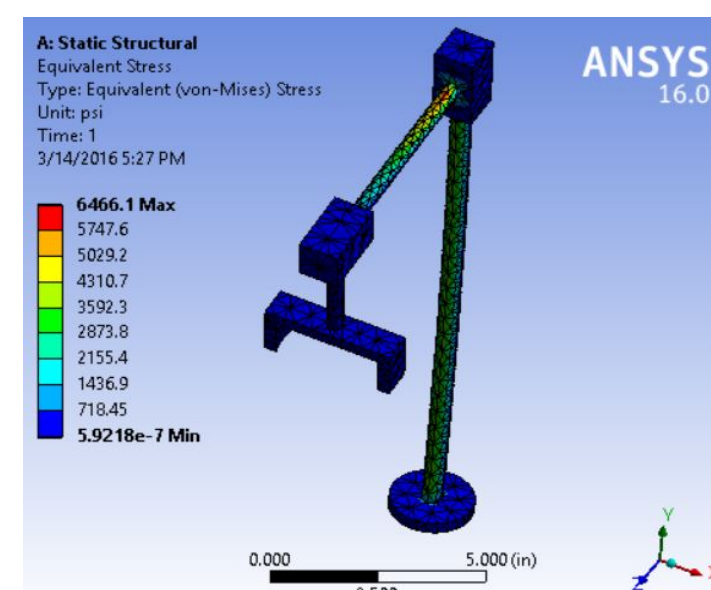 A: Static Structural
Equivalent Stress
Type: Equivalent (von-Mises) Stress
Unit: psi
Time: 1
3/14/2016 5:27 PM
ANSYS
16.0
6466.1 Max
5747.6
5029.2
4310.7
3592.3
2873.8
2155.4
1436.9
718.45
5.9218e-7 Min
0.000 5.000 (in)
Y